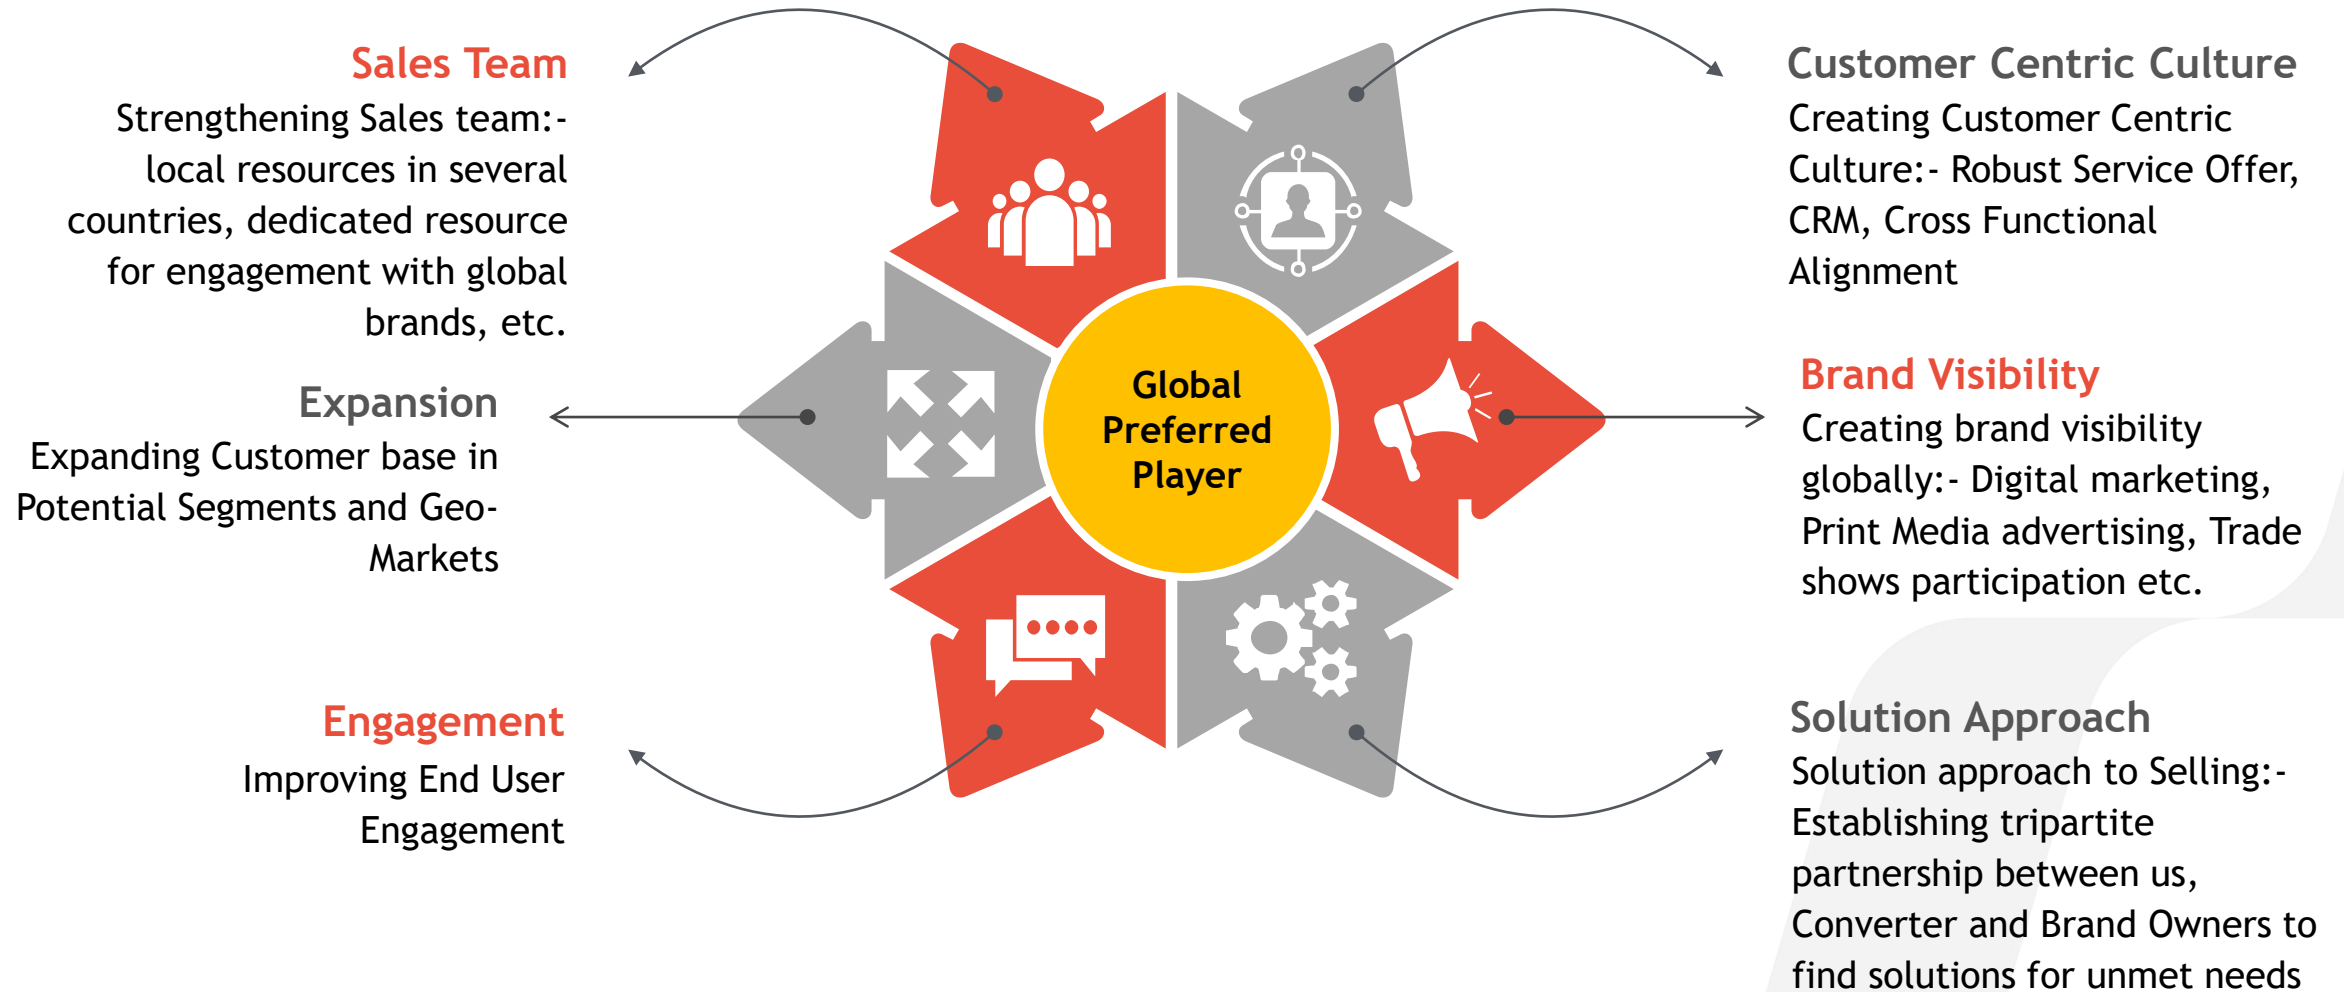 Sales Team
Strengthening Sales team:-
local resources in several
countries, dedicated resource
for engagement with global
brands, etc.
Expansion
Expanding Customer base in
Potential Segments and Geo-
Markets
Engagement
Improving End User
Engagement
Global
Preferred
Player
Customer Centric Culture
Creating Customer Centric
Culture:- Robust Service Offer,
CRM, Cross Functional
Alignment
Brand Visibility
Creating brand visibility
globally:- Digital marketing,
Print Media advertising, Trade
shows participation etc.
Solution Approach
Solution approach to Selling:-
Establishing tripartite
partnership between us,
Converter and Brand Owners to
find solutions for unmet needs